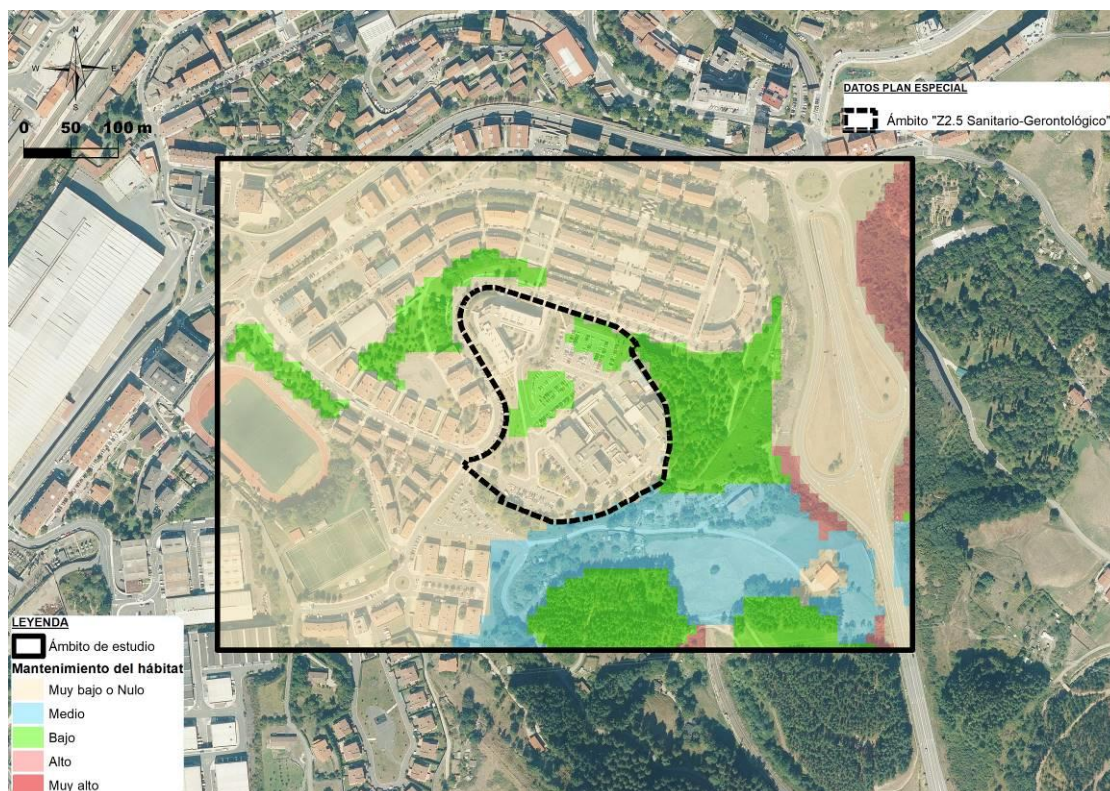 N
W E
S
0 50 100 m
DATOS PLAN ESPECIAL
Ámbito "Z2.5 Sanitario-Gerontológico"
LEYENDA
Ámbito de estudio
Mantenimiento del hábitat
Muy bajo o Nulo
Medio
Bajo
Alto
Muy alto